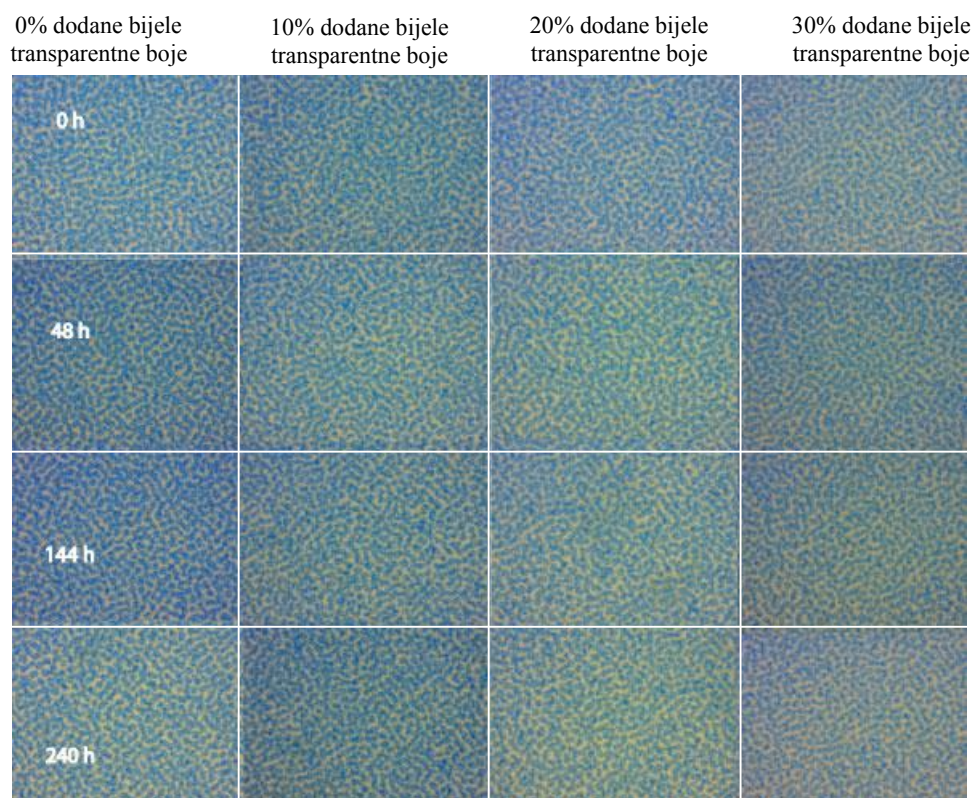 0% dodane bijele
transparentne boje
10% dodane bijele
transparentne boje
20% dodane bijele
transparentne boje
30% dodane bijele
transparentne boje
0 h
48 h
144 h
240 h